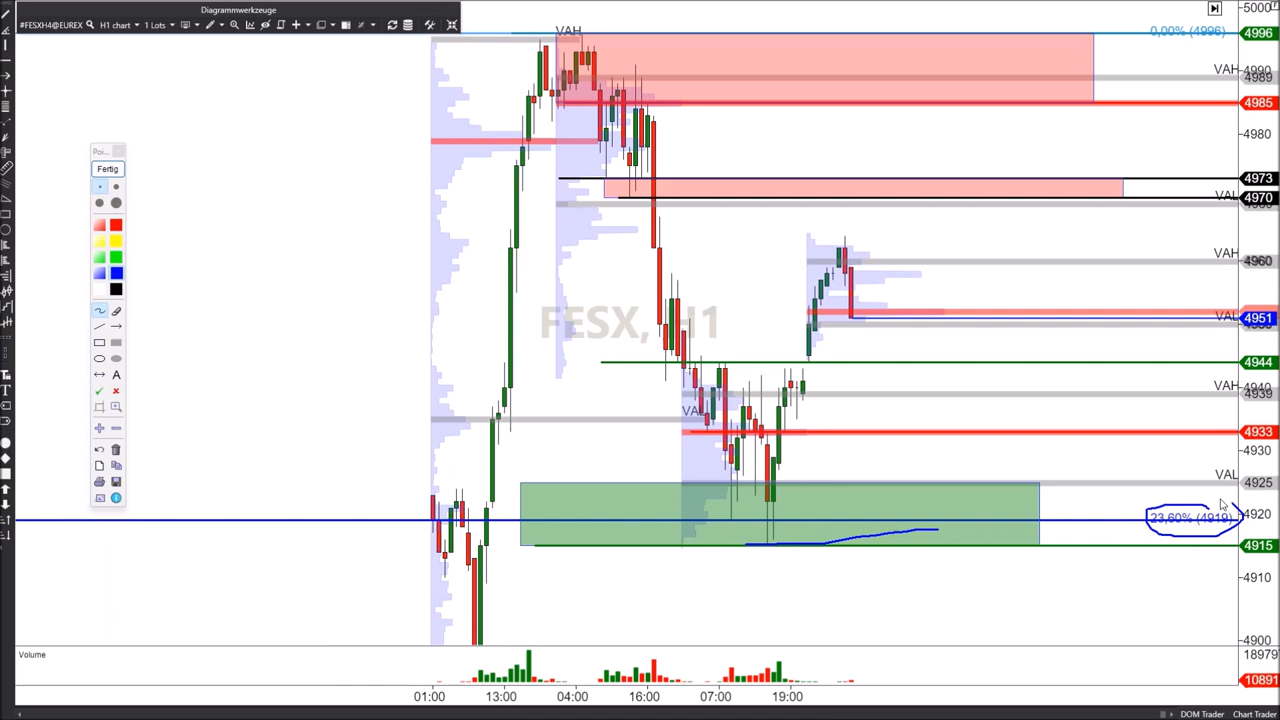 Diagrammwerkzeuge
#FESXH4@EUREX H1 chart 1 Lots
Poi...
Fertig
A
VAH
0,00% (4996)
5000
4996
VAH
4990
4989
4985
4980
4973
VAL
4970
VAH
4960
FESX, H1
VAL
4951
4944
VAH
4940
4939
VAL
4933
4930
VAL
4925
4920
23,60% (4919)
4915
4910
4900
Volume
18979
10891
01:00 13:00 04:00 16:00 07:00 19:00
DOM Trader Chart Trader